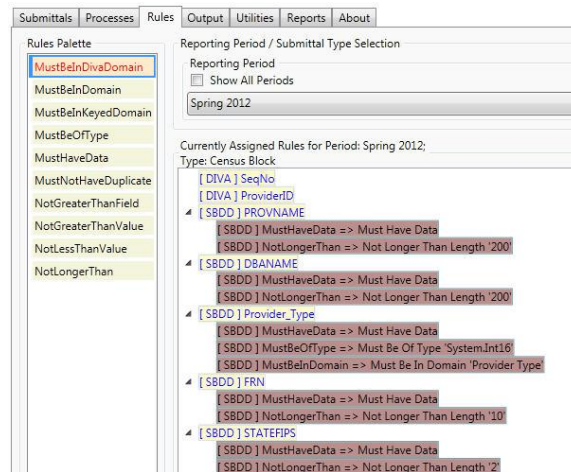 Submittals Processes Rules Output Utilities Reports About
Rules Palette
MustBeInDivaDomain
MustBeInDomain
MustBeInKeyedDomain
MustBeOfType
MustHaveData
MustNotHaveDuplicate
NotGreaterThanField
NotGreaterThanValue
NotLessThanValue
NotLongerThan
Reporting Period / Submittal Type Selection
Reporting Period
Show All Periods
Spring 2012
Currently Assigned Rules for Period: Spring 2012;
Type: Census Block
[ DIVA ] SeqNo
[ DIVA ] ProviderID
[ SBDD ] PROVNAME
[ SBDD ] MustHaveData => Must Have Data
[ SBDD ] NotLongerThan => Not Longer Than Length '200'
[ SBDD ] DBANAME
[ SBDD ] MustHaveData => Must Have Data
[ SBDD ] NotLongerThan => Not Longer Than Length '200'
[ SBDD ] Provider_Type
[ SBDD ] MustHaveData => Must Have Data
[ SBDD ] MustBeOfType => Must Be Of Type 'System.Int16'
[ SBDD ] MustBeInDomain => Must Be In Domain 'Provider Type'
[ SBDD ] FRN
[ SBDD ] MustHaveData => Must Have Data
[ SBDD ] NotLongerThan => Not Longer Than Length '10'
[ SBDD ] STATEFIPS
[ SBDD ] MustHaveData => Must Have Data
[ SBDD ] NotLongerThan => Not Longer Than Length '2'